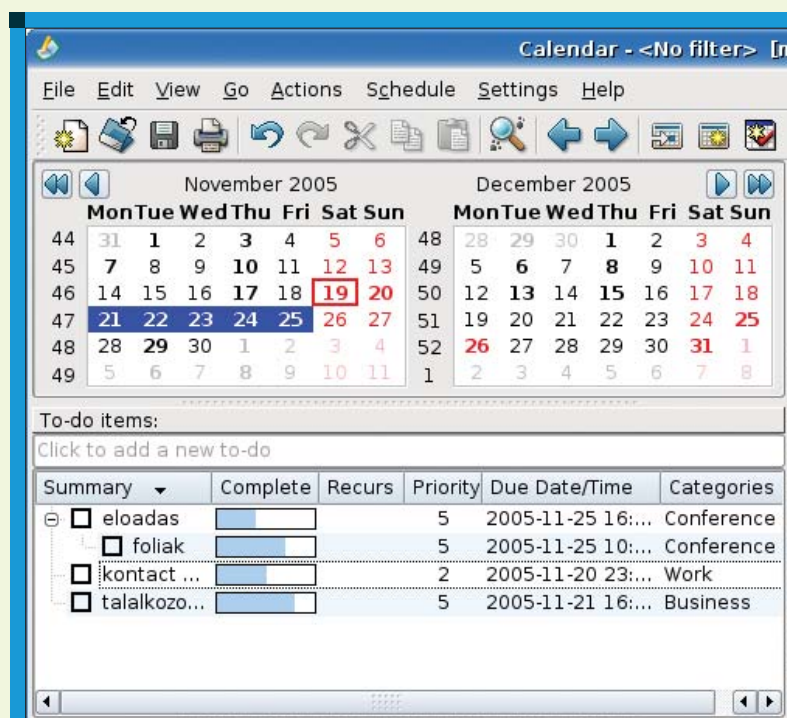 Calendar - <No filter> [
File Edit View Go Actions Schedule Settings Help
November 2005 December 2005
Mon Tue Wed Thu Fri Sat Sun Mon Tue Wed Thu Fri Sat Sun
44 31 1 2 3 4 5 6 48 28 29 30 1 2 3 4
45 7 8 9 10 11 12 13 49 5 6 7 8 9 10 11
46 14 15 16 17 18 19 20 50 12 13 14 15 16 17 18
47 21 22 23 24 25 26 27 51 19 20 21 22 23 24 25
48 28 29 30 1 2 3 4 52 26 27 28 29 30 31 1
49 5 6 7 8 9 10 11 1 2 3 4 5 6 7 8
To-do items:
Click to add a new to-do
Summary Complete Recurs Priority Due Date/Time Categories
eloadas 5 2005-11-25 16:... Conference
foliak 5 2005-11-25 10:... Conference
kontact ... 2 2005-11-20 23:... Work
talalkozo... 5 2005-11-21 16:... Business